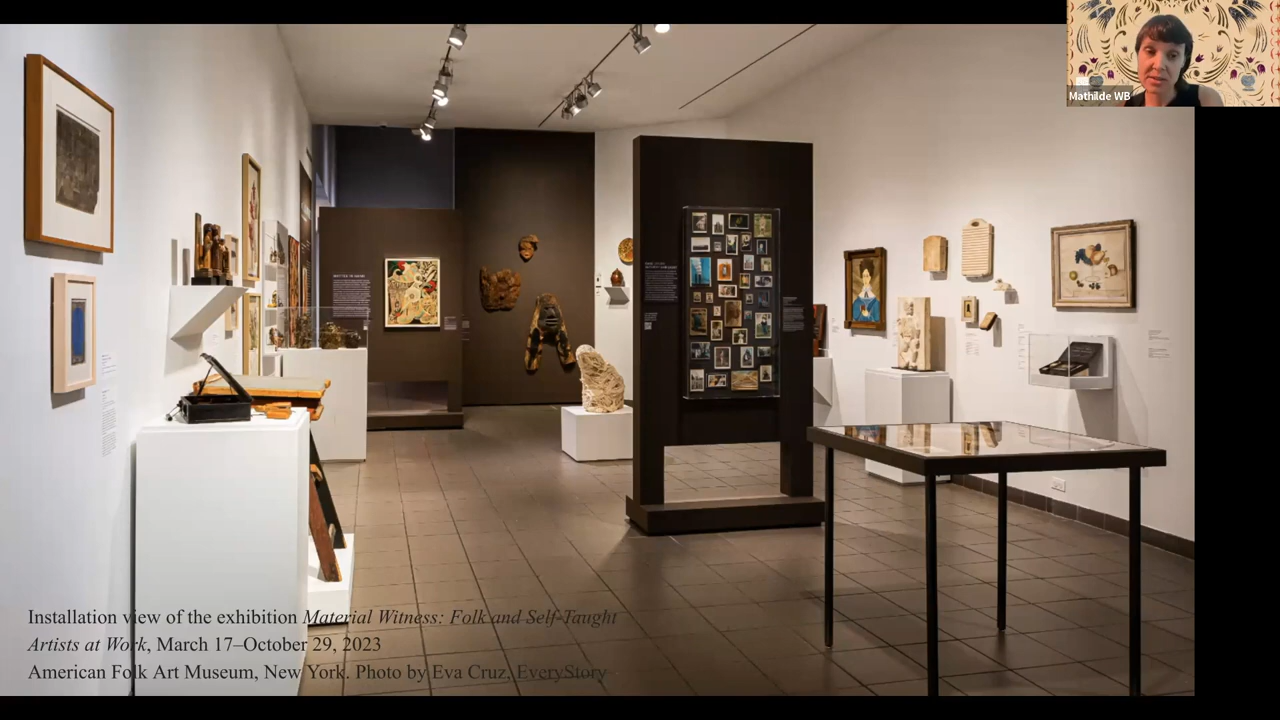 Mathilde WB
Installation view of the exhibition Material Witness: Folk and Self-Taught
Artists at Work, March 17–October 29, 2023
American Folk Art Museum, New York. Photo by Eva Cruz, EveryStory